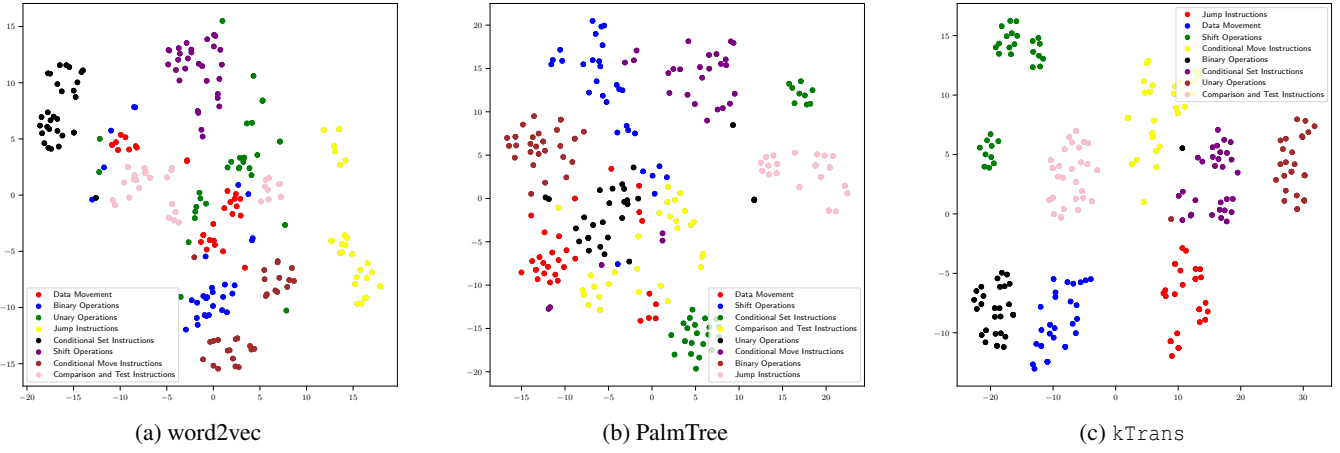 15
10
5
0
−5
−10
−15
−20 −15 −10 −5 0 5 10 15
Data Movement
Binary Operations
Unary Operations
Jump Instructions
Conditional Set Instructions
Shift Operations
Conditional Move Instructions
Comparison and Test Instructions
(a) word2vec
20
15
10
5
0
−5
−10
−15
−20
−15 −10 −5 0 5 10 15 20
Data Movement
Shift Operations
Conditional Set Instructions
Comparison and Test Instructions
Unary Operations
Conditional Move Instructions
Binary Operations
Jump Instructions
(b) PalmTree
15
10
5
0
−5
−10
−20 −10 0 10 20 30
Jump Instructions
Data Movement
Shift Operations
Conditional Move Instructions
Binary Operations
Conditional Set Instructions
Unary Operations
Comparison and Test Instructions
(c) kTrans